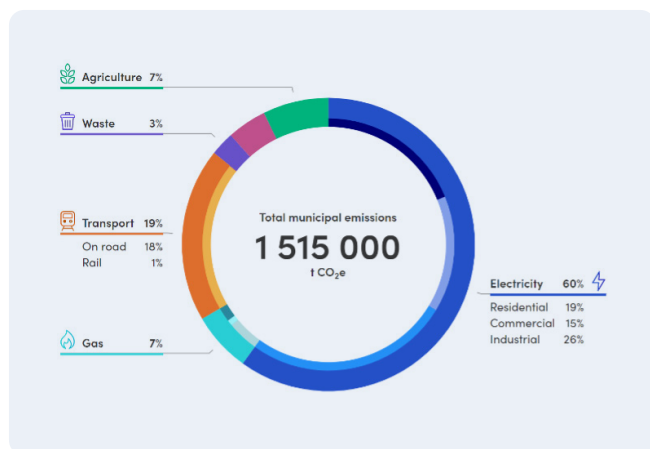 Agriculture 7%
Waste 3%
Transport 19%
On road 18%
Rail 1%
Gas 7%
Total municipal emissions
1 515 000
t CO₂e
Electricity 60%
Residential 19%
Commercial 15%
Industrial 26%